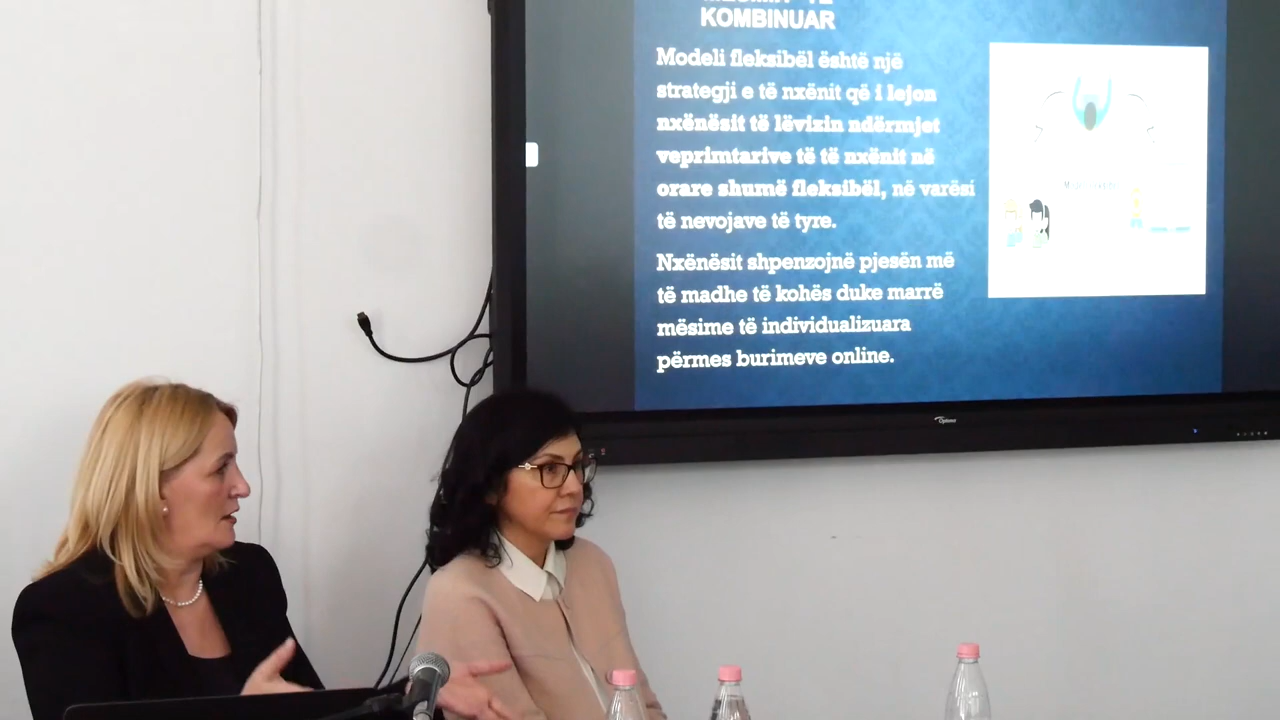 KOMBINUAR
Modeli fleksibël është një
strategji e të nxënit që i lejon
nxënësit të lëvizin ndërmjet
veprimtarive të të nxënit në
orare shumë fleksibël, në varësi
të nevojave të tyre.
Nxënësit shpenzojnë pjesën më
të madhe të kohës duke marrë
mësime të individualizuara
përmes burimeve online.
Optoma